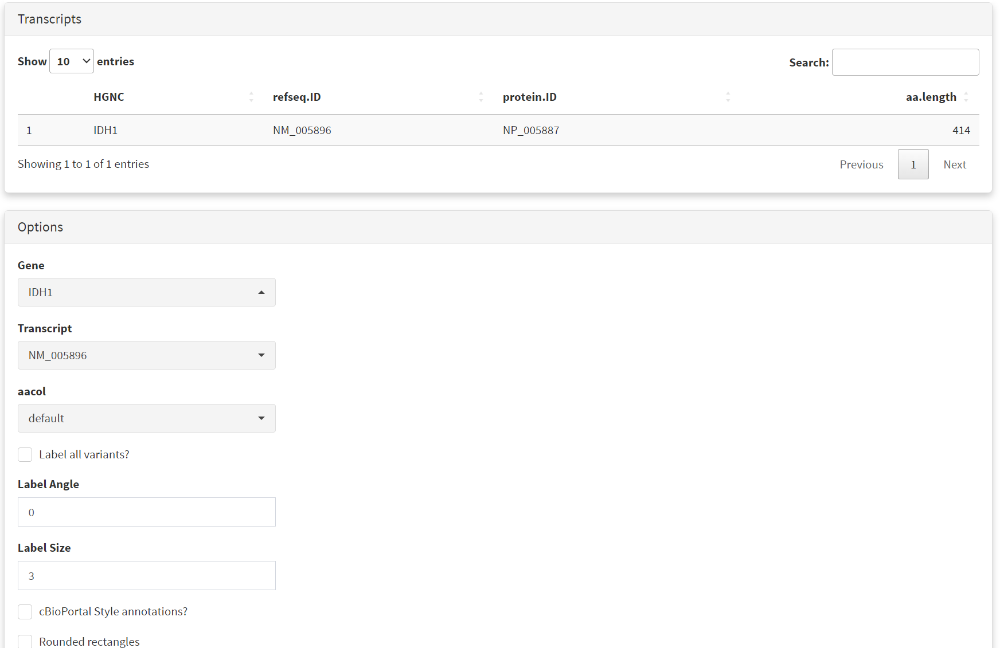 Transcripts
Show 10 entries
Search:
HGNC refseq.ID protein.ID aa.length
1 IDH1 NM_005896 NP_005887 414
Showing 1 to 1 of 1 entries
Previous 1 Next
Options
Gene
IDH1
Transcript
NM_005896
aacol
default
Label all variants?
Label Angle
0
Label Size
3
cBioPortal Style annotations?
Rounded rectangles